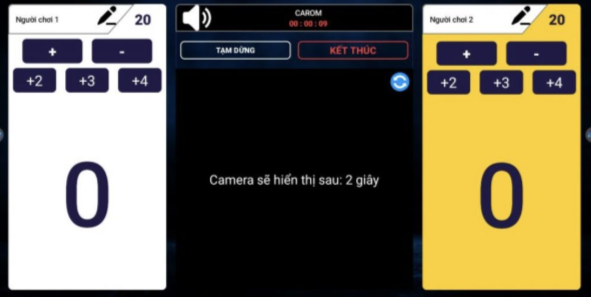 Người chơi 1
20
+
-
+2
+3
+4
0
CAROM
00 : 00 : 09
TẠM DỪNG
KẾT THÚC
Camera sẽ hiển thị sau: 2 giây
Người chơi 2
20
+
-
+2
+3
+4
0